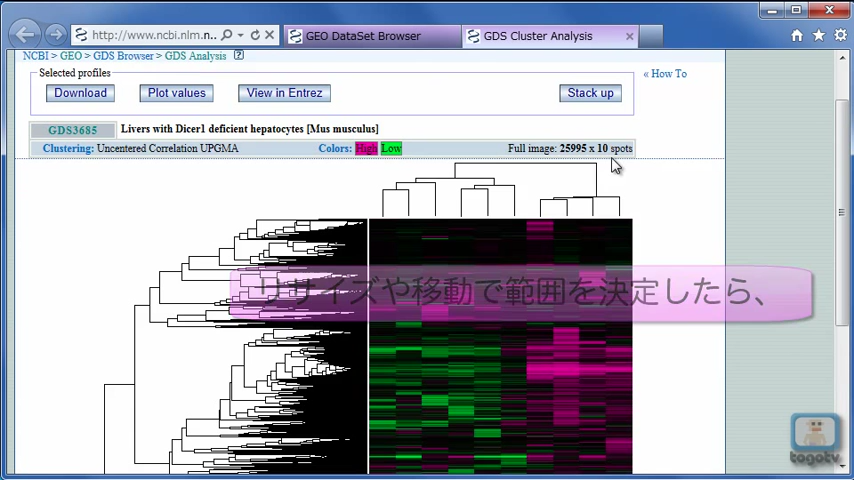 http://www.ncbi.nlm.n.
GEO DataSet Browser
GDS Cluster Analysis
NCBI > GEO > GDS Browser > GDS Analysis ?
Selected profiles
« How To
Download
Plot values
View in Entrez
Stack up
GDS3685
Livers with Dicer1 deficient hepatocytes [Mus musculus]
Clustering: Uncentered Correlation UPGMA
Colors: High Low
Full image: 25995 x 10 spots
リサイズや移動で範囲を決定したら、
togotv